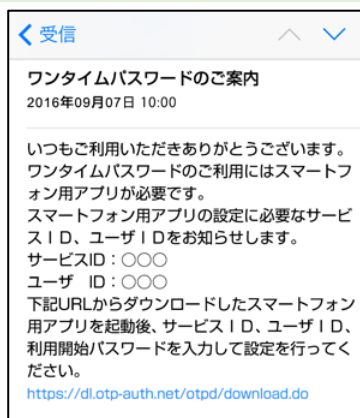 受信
ワンタイムパスワードのご案内
2016年09月07日 10:00
いつもご利用いただきありがとうございます。
ワンタイムパスワードのご利用にはスマートフ
ォン用アプリが必要です。
スマートフォン用アプリの設定に必要なサービ
スＩＤ、ユーザＩＤをお知らせします。
サービスID：○○○
ユーザ　ID：○○○
下記URLからダウンロードしたスマートフォン
用アプリを起動後、サービスＩＤ、ユーザＩＤ、
利用開始パスワードを入力して設定を行ってく
ださい。
https://dl.otp-auth.net/otpd/download.do